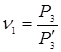 ν₁ = P₃ / P₃′